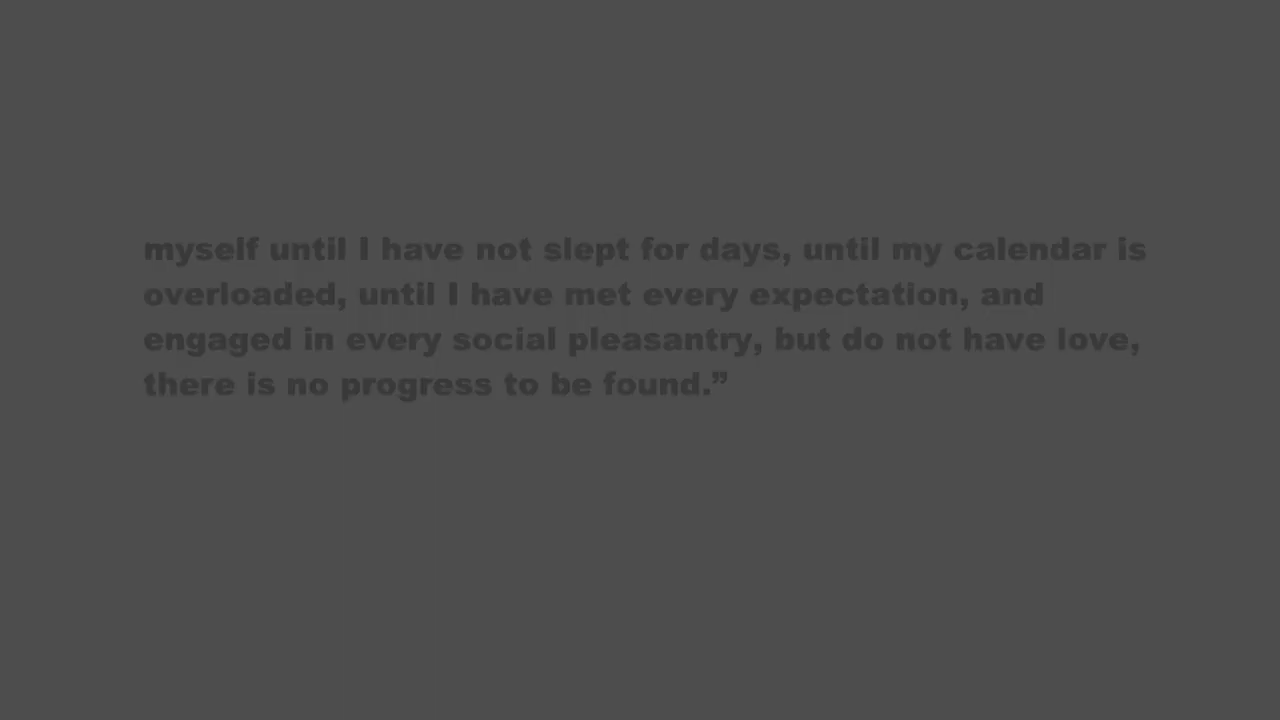 myself until I have not slept for days, until my calendar is
overloaded, until I have met every expectation, and
engaged in every social pleasantry, but do not have love,
there is no progress to be found.”